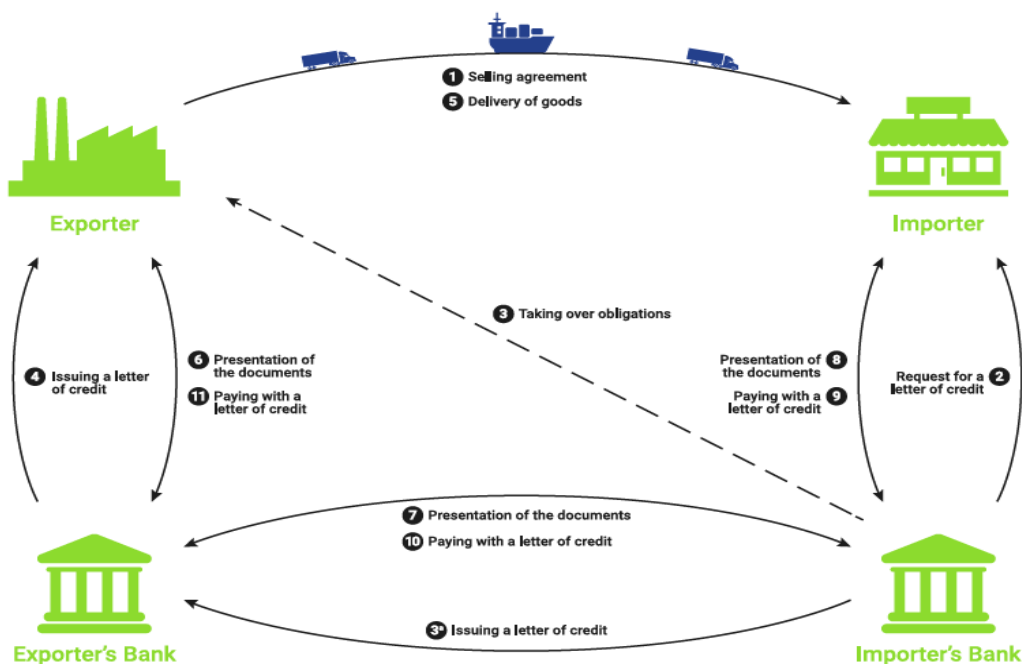 1 Selling agreement
5 Delivery of goods
Exporter
Importer
3 Taking over obligations
4 Issuing a letter
of credit
6 Presentation of
the documents
11 Paying with a
letter of credit
Presentation of 8
the documents
Paying with a 9
letter of credit
Request for a 2
letter of credit
7 Presentation of the documents
10 Paying with a letter of credit
3ª Issuing a letter of credit
Exporter's Bank
Importer's Bank